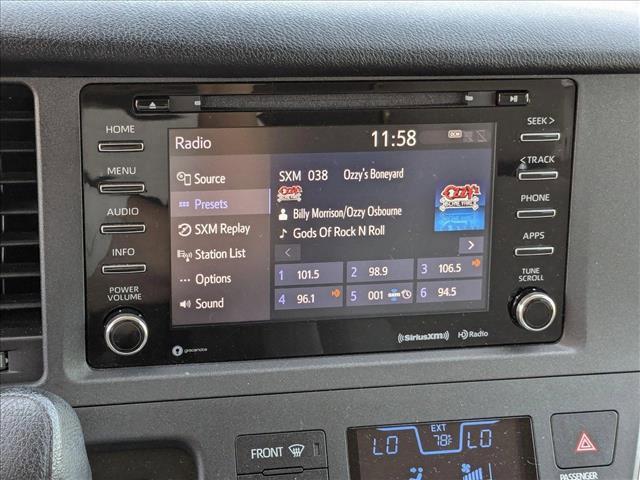 HOME
MENU
AUDIO
INFO
POWER
VOLUME
Radio
11:58
DCM
Source
Presets
SXM Replay
Station List
Options
Sound
SXM 038 Ozzy's Boneyard
Billy Morrison/Ozzy Osbourne
Gods Of Rock N Roll
1 101.5 2 98.9 3 106.5
4 96.1 5 001 6 94.5
SEEK >
< TRACK
PHONE
APPS
TUNE
SCROLL
gracenote
((SiriusXM)) HD Radio
FRONT
LO EXT 78°F LO
PASSENGER